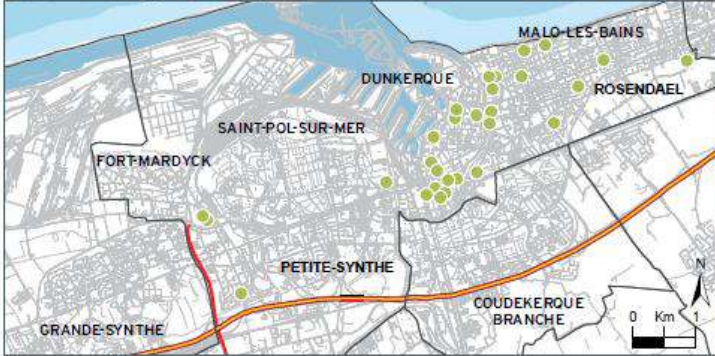 MALO-LES-BAINS
DUNKERQUE
ROSENDAEL
SAINT-POL-SUR-MER
FORT-MARDYCK
PETITE-SYNTHE
N
COUDEKERQUE
BRANCHE
0 Km 1
GRANDE-SYNTHE